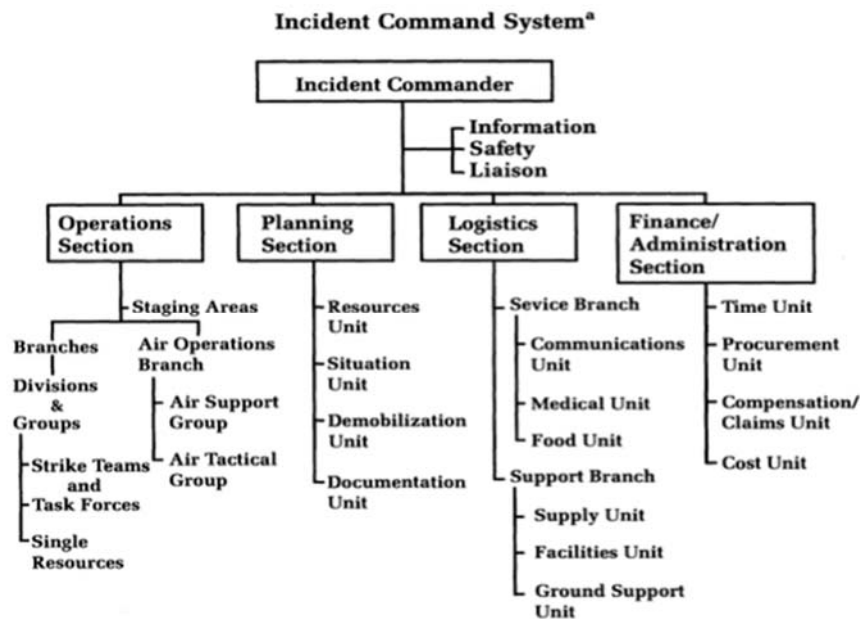 Incident Command Systemª
Incident Commander
Information
Safety
Liaison
Operations
Section
Planning
Section
Logistics
Section
Finance/
Administration
Section
Staging Areas
Branches
Divisions
&
Groups
Strike Teams
and
Task Forces
Single
Resources
Air Operations
Branch
Air Support
Group
Air Tactical
Group
Resources
Unit
Situation
Unit
Demobilization
Unit
Documentation
Unit
Sevice Branch
Communications
Unit
Medical Unit
Food Unit
Support Branch
Supply Unit
Facilities Unit
Ground Support
Unit
Time Unit
Procurement
Unit
Compensation/
Claims Unit
Cost Unit